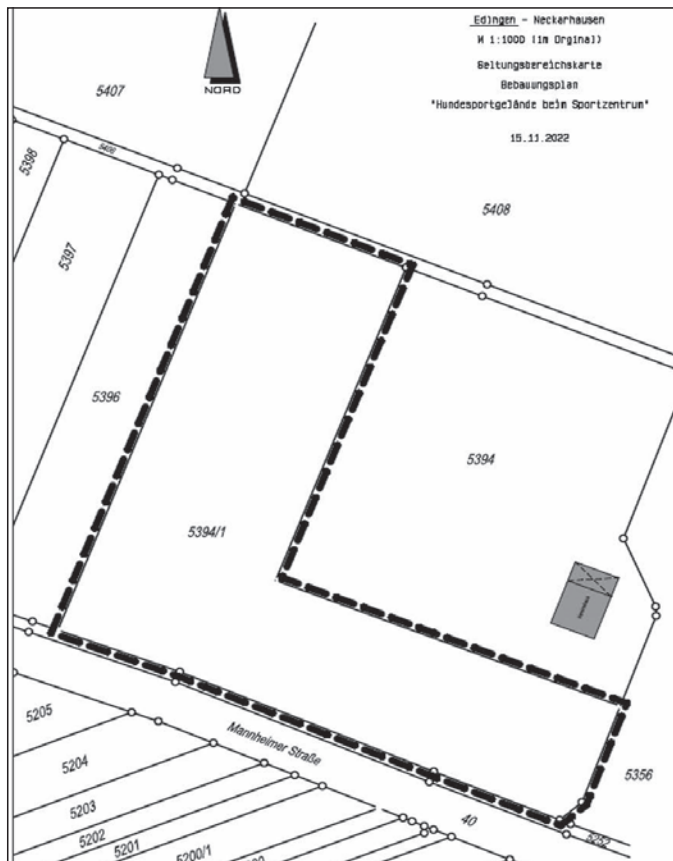 Edingen - Neckarhausen
M 1:1000 (im Orginal)
Geltungsbereichskarte
Bebauungsplan
"Hundesportgelände beim Sportzentrum"
15.11.2022
NORD
5407
5408
5398
5397
5396
5394
5394/1
5205
Mannheimer Straße
5204
5356
5203
40
5202
5201
5200/1
5252